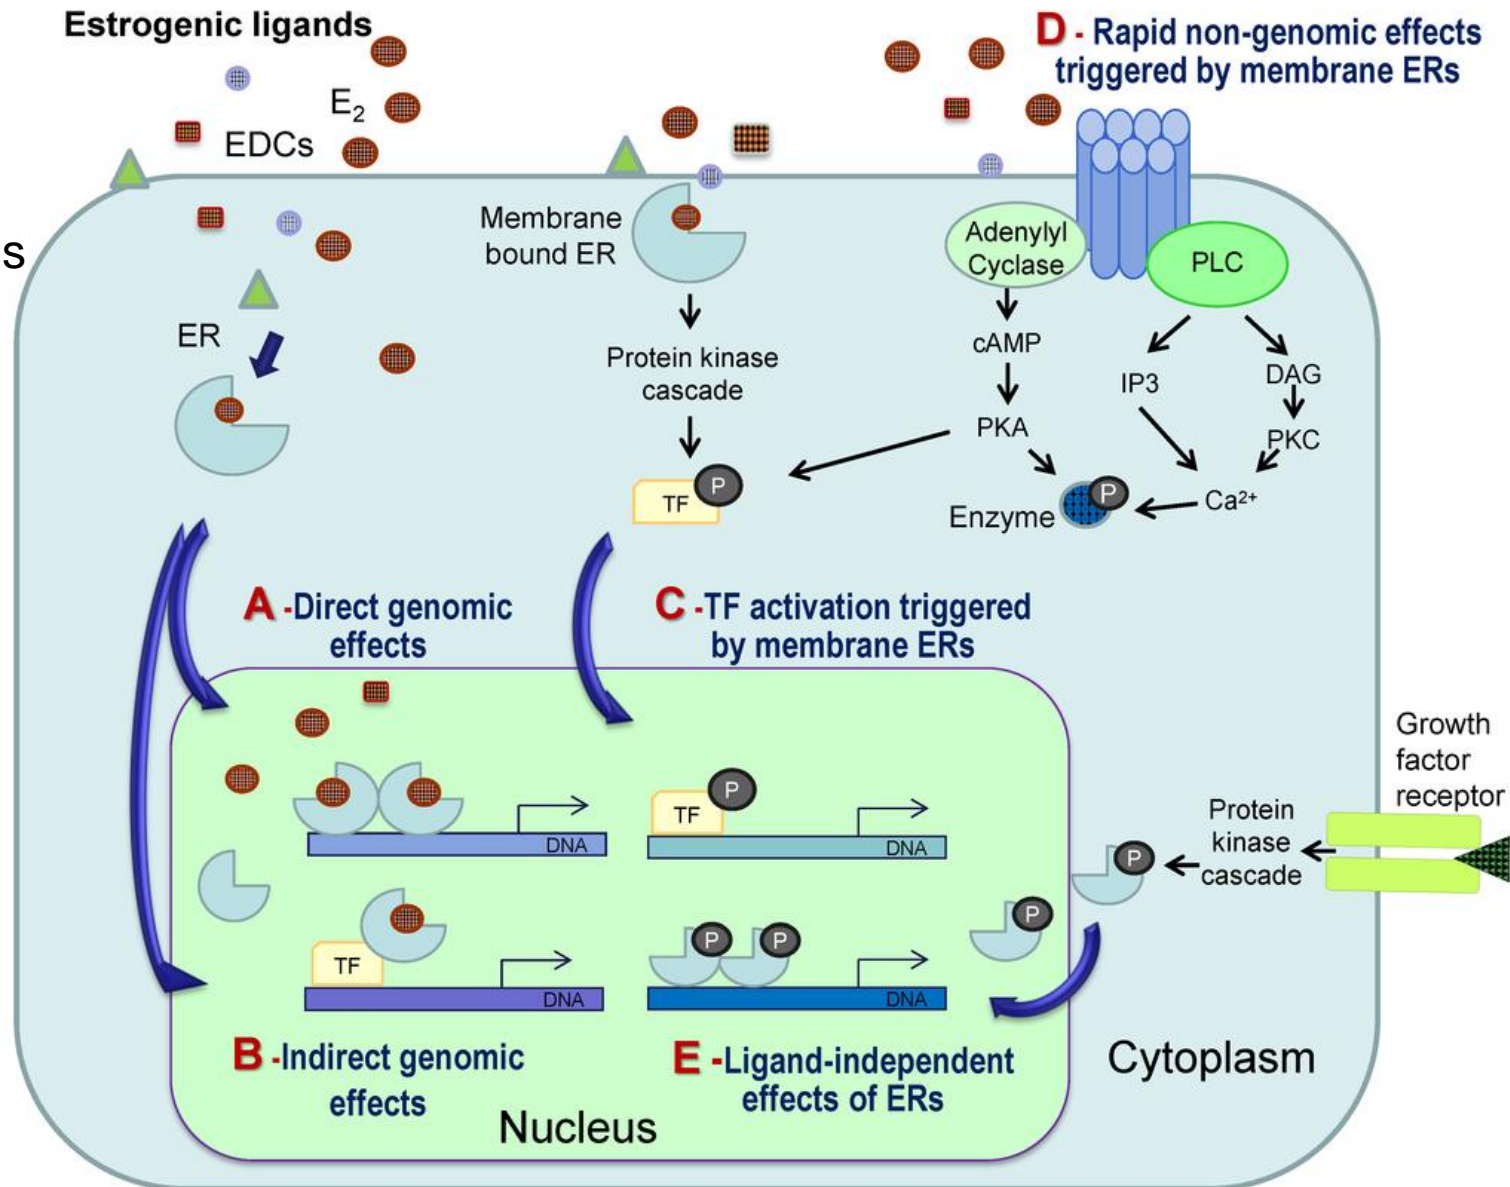 Estrogenic ligands
E2
EDCs
D - Rapid non-genomic effects
triggered by membrane ERs
s
Membrane
bound ER
Adenylyl
Cyclase
PLC
ER
Protein kinase
cascade
cAMP
IP3
DAG
PKA
PKC
TF
P
Enzyme
P
Ca²⁺
A -Direct genomic
effects
C -TF activation triggered
by membrane ERs
Growth
factor
receptor
DNA
TF
P
DNA
Protein
kinase
cascade
P
TF
DNA
P
P
DNA
P
B -Indirect genomic
effects
E -Ligand-independent
effects of ERs
Cytoplasm
Nucleus